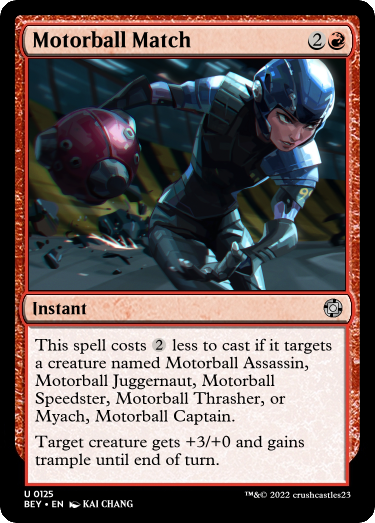 Motorball Match 2
Instant
This spell costs 2 less to cast if it targets
a creature named Motorball Assassin,
Motorball Juggernaut, Motorball
Speedster, Motorball Thrasher, or
Myach, Motorball Captain.
Target creature gets +3/+0 and gains
trample until end of turn.
U 0125
BEY • EN KAI CHANG
™&© 2022 crushcastles23